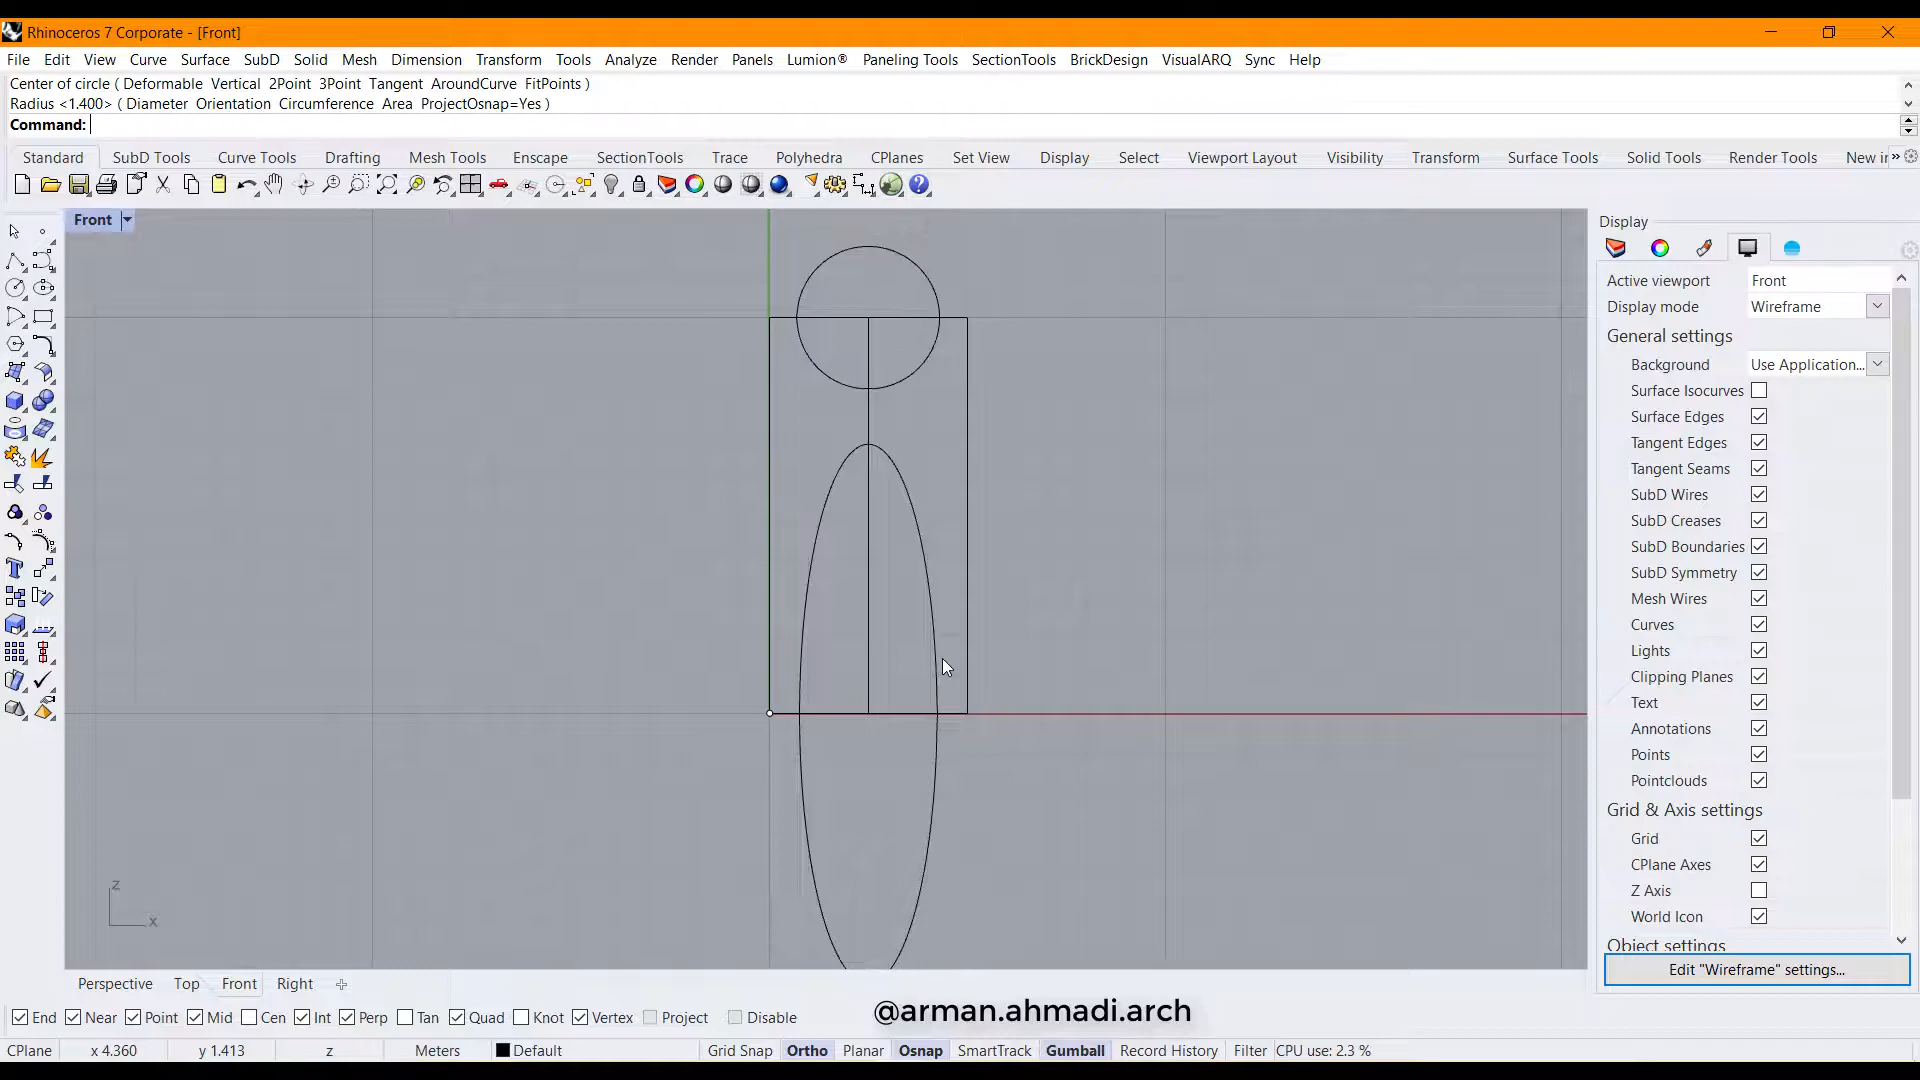 Rhinoceros 7 Corporate - [Front]
File Edit View Curve Surface SubD Solid Mesh Dimension Transform Tools Analyze Render Panels Lumion® Paneling Tools SectionTools BrickDesign VisualARQ Sync Help
Center of circle ( Deformable Vertical 2Point 3Point Tangent AroundCurve FitPoints )
Radius <1.400> ( Diameter Orientation Circumference Area ProjectOsnap=Yes )
Command:
Standard SubD Tools Curve Tools Drafting Mesh Tools Enscape SectionTools Trace Polyhedra CPlanes Set View Display Select Viewport Layout Visibility Transform Surface Tools Solid Tools Render Tools New ir »
Front
Display
Active viewport Front
Display mode Wireframe
General settings
Background Use Application...
Surface Isocurves
Surface Edges
Tangent Edges
Tangent Seams
SubD Wires
SubD Creases
SubD Boundaries
SubD Symmetry
Mesh Wires
Curves
Lights
Clipping Planes
Text
Annotations
Points
Pointclouds
Grid & Axis settings
Grid
CPlane Axes
Z Axis
World Icon
Object settings
Edit "Wireframe" settings...
z
x
Perspective Top Front Right
End Near Point Mid Cen Int Perp Tan Quad Knot Vertex Project Disable
@arman.ahmadi.arch
CPlane x 4.360 y 1.413 z Meters Default Grid Snap Ortho Planar Osnap SmartTrack Gumball Record History Filter CPU use: 2.3 %